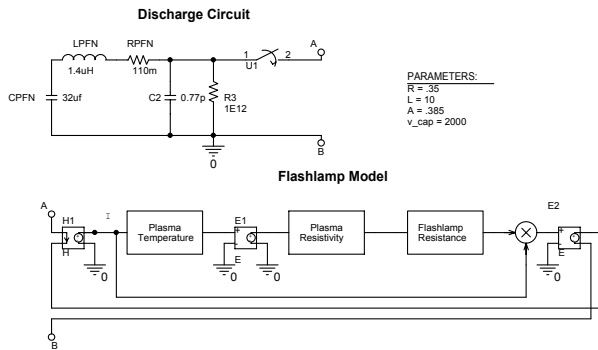 Discharge Circuit
LPFN
RPFN
1.4uH
110m
CPFN
32uf
C2
0.77p
R3
1E12
1
2
U1
A
B
0
PARAMETERS:
R = .35
L = 10
A = .385
v_cap = 2000
Flashlamp Model
A
H1
H
0
Plasma
Temperature
E1
E
0
0
Plasma
Resistivity
Flashlamp
Resistance
E2
E
0
B